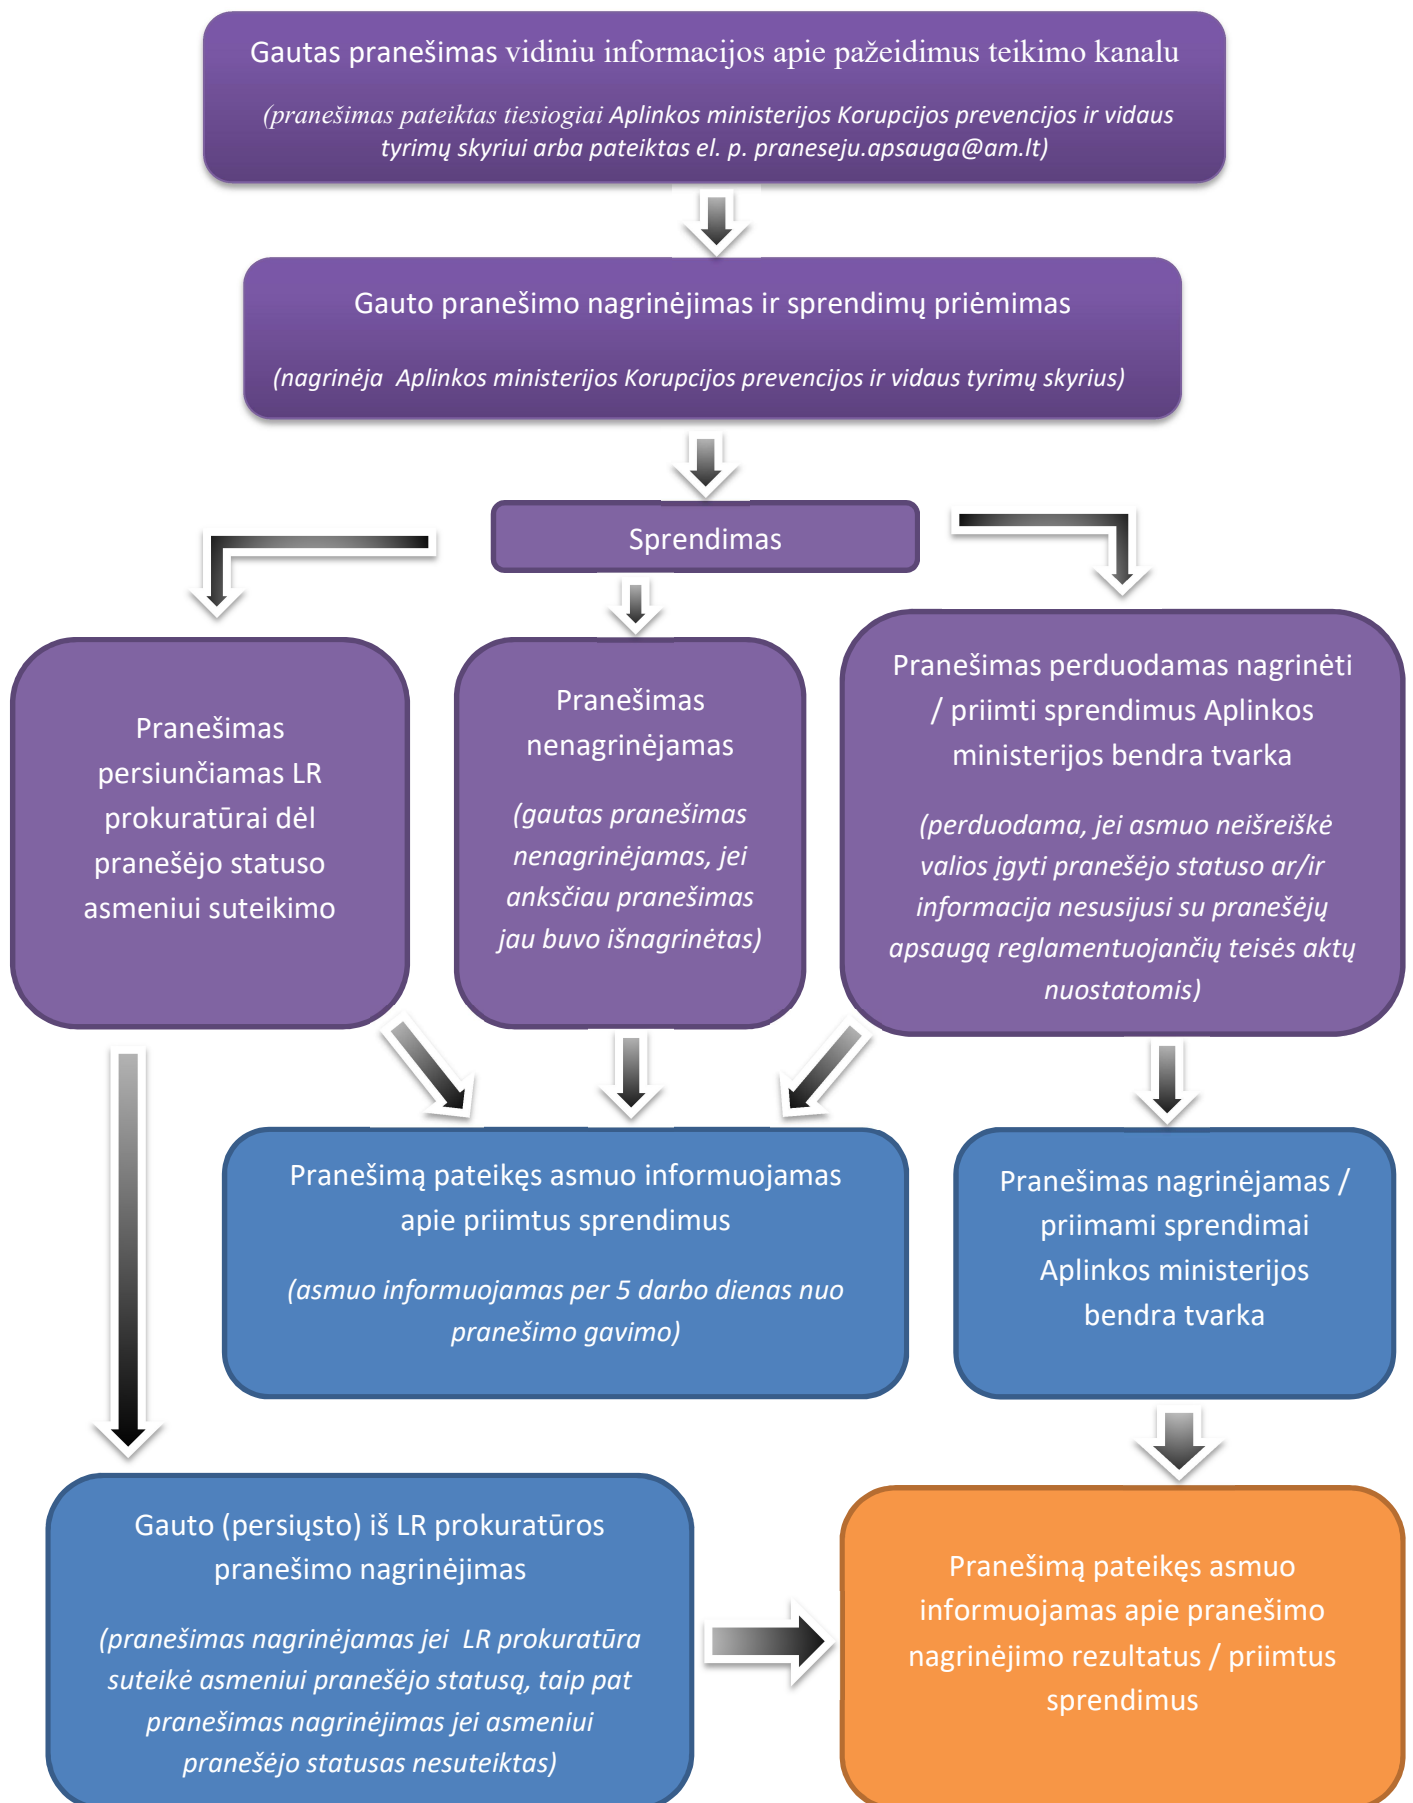 Gautas pranešimas vidiniu informacijos apie pažeidimus teikimo kanalu
(pranešimas pateiktas tiesiogiai Aplinkos ministerijos Korupcijos prevencijos ir vidaus
tyrimų skyriui arba pateiktas el. p. praneseju.apsauga@am.lt)
Gauto pranešimo nagrinėjimas ir sprendimų priėmimas
(nagrinėja Aplinkos ministerijos Korupcijos prevencijos ir vidaus tyrimų skyrius)
Sprendimas
Pranešimas
persiunčiamas LR
prokuratūrai dėl
pranešėjo statuso
asmeniui suteikimo
Pranešimas
nenagrinėjamas
(gautas pranešimas
nenagrinėjamas, jei
anksčiau pranešimas
jau buvo išnagrinėtas)
Pranešimas perduodamas nagrinėti
/ priimti sprendimus Aplinkos
ministerijos bendra tvarka
(perduodama, jei asmuo neišreiškė
valios įgyti pranešėjo statuso ar/ir
informacija nesusijusi su pranešėjų
apsaugą reglamentuojančių teisės aktų
nuostatomis)
Pranešimą pateikęs asmuo informuojamas
apie priimtus sprendimus
(asmuo informuojamas per 5 darbo dienas nuo
pranešimo gavimo)
Pranešimas nagrinėjamas /
priimami sprendimai
Aplinkos ministerijos
bendra tvarka
Gauto (persiųsto) iš LR prokuratūros
pranešimo nagrinėjimas
(pranešimas nagrinėjamas jei LR prokuratūra
suteikė asmeniui pranešėjo statusą, taip pat
pranešimas nagrinėjimas jei asmeniui
pranešėjo statusas nesuteiktas)
Pranešimą pateikęs asmuo
informuojamas apie pranešimo
nagrinėjimo rezultatus / priimtus
sprendimus